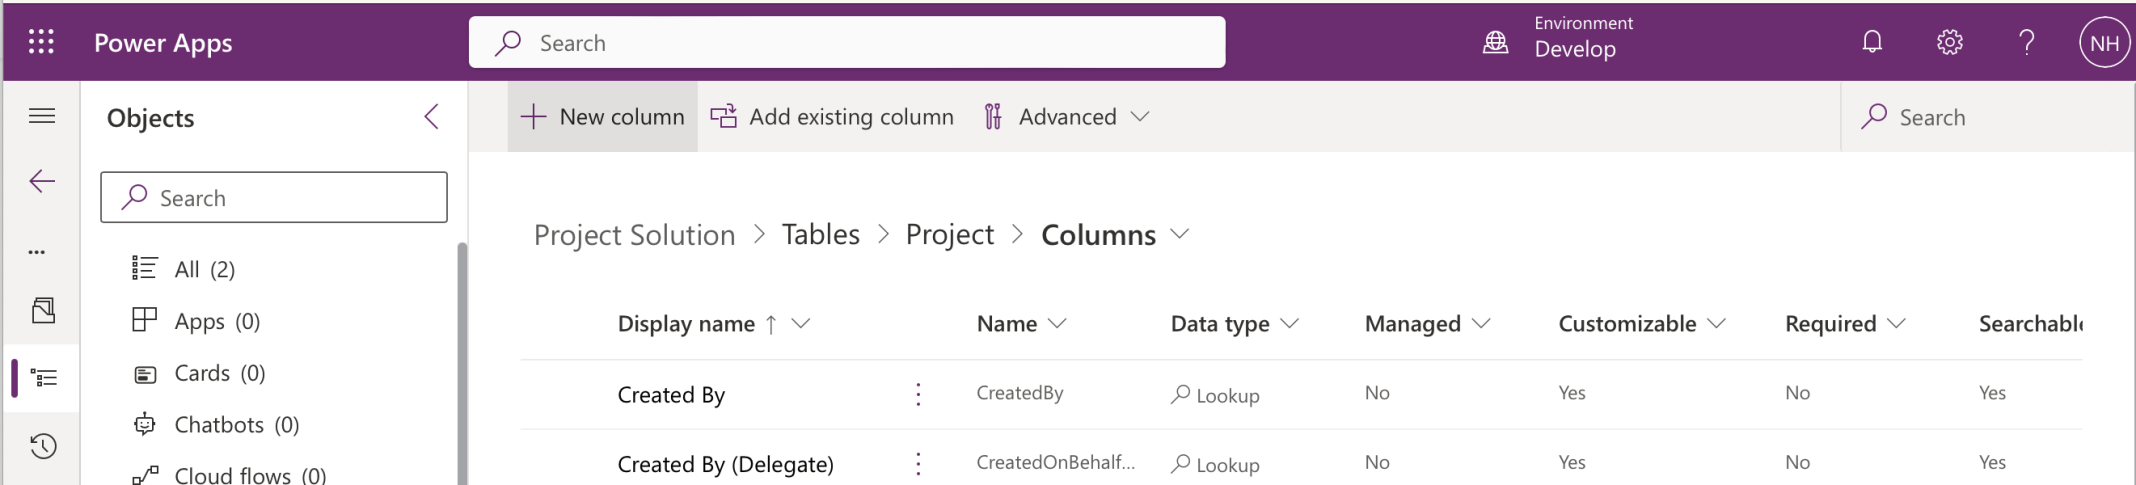 Power Apps
Search
Environment
Develop
?
NH
Objects
New column
Add existing column
Advanced
Search
Search
Project Solution > Tables > Project > Columns
All (2)
Apps (0)
Cards (0)
Chatbots (0)
Cloud flows (0)
Display name ↑ Name Data type Managed Customizable Required Searchable
Created By CreatedBy Lookup No Yes No Yes
Created By (Delegate) CreatedOnBehalf... Lookup No Yes No Yes